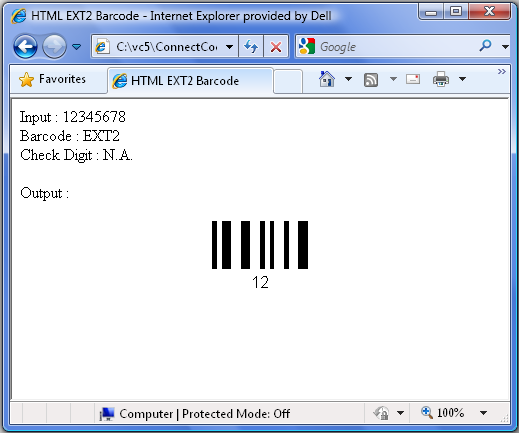 HTML EXT2 Barcode - Internet Explorer provided by Dell
C:\vc5\ConnectCo
Google
Favorites
HTML EXT2 Barcode
Input : 12345678
Barcode : EXT2
Check Digit : N.A.
Output :
12
Computer | Protected Mode: Off
100%